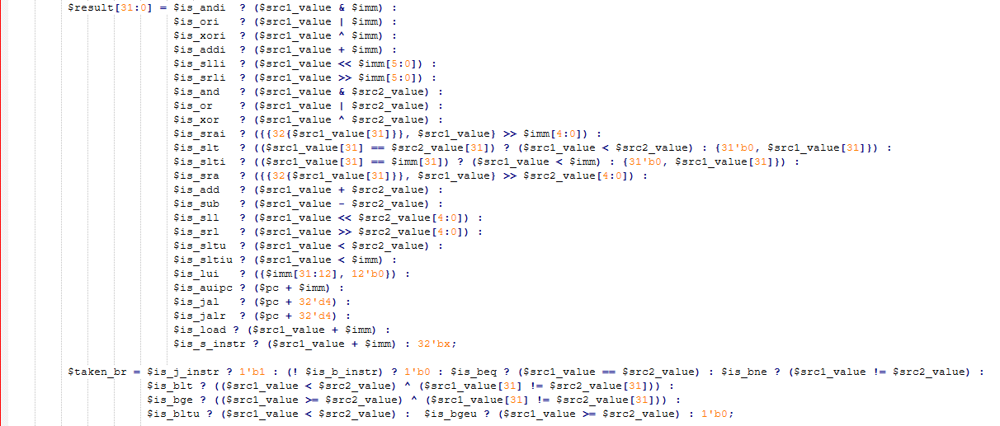 $result[31:0] = $is_andi  ? ($src1_value & $imm) :
$is_ori   ? ($src1_value | $imm) :
$is_xori  ? ($src1_value ^ $imm) :
$is_addi  ? ($src1_value + $imm) :
$is_slli  ? ($src1_value << $imm[5:0]) :
$is_srli  ? ($src1_value >> $imm[5:0]) :
$is_and   ? ($src1_value & $src2_value) :
$is_or    ? ($src1_value | $src2_value) :
$is_xor   ? ($src1_value ^ $src2_value) :
$is_srai  ? ({{32{$src1_value[31]}}, $src1_value} >> $imm[4:0]) :
$is_slt   ? (($src1_value[31] == $src2_value[31]) ? ($src1_value < $src2_value) : {31'b0, $src1_value[31]}) :
$is_slti  ? (($src1_value[31] == $imm[31]) ? ($src1_value < $imm) : {31'b0, $src1_value[31]}) :
$is_sra   ? ({{32{$src1_value[31]}}, $src1_value} >> $src2_value[4:0]) :
$is_add   ? ($src1_value + $src2_value) :
$is_sub   ? ($src1_value - $src2_value) :
$is_sll   ? ($src1_value << $src2_value[4:0]) :
$is_srl   ? ($src1_value >> $src2_value[4:0]) :
$is_sltu  ? ($src1_value < $src2_value) :
$is_sltiu ? ($src1_value < $imm) :
$is_lui   ? ({$imm[31:12], 12'b0}) :
$is_auipc ? ($pc + $imm) :
$is_jal   ? ($pc + 32'd4) :
$is_jalr  ? ($pc + 32'd4) :
$is_load ? ($src1_value + $imm) :
$is_s_instr ? ($src1_value + $imm) : 32'bx;
$taken_br = $is_j_instr ? 1'b1 : (! $is_b_instr) ? 1'b0 : $is_beq ? ($src1_value == $src2_value) : $is_bne ? ($src1_value != $src2_value) :
$is_blt ? (($src1_value < $src2_value) ^ ($src1_value[31] != $src2_value[31])) :
$is_bge ? (($src1_value >= $src2_value) ^ ($src1_value[31] != $src2_value[31])) :
$is_bltu ? ($src1_value < $src2_value) :  $is_bgeu ? ($src1_value >= $src2_value) : 1'b0;